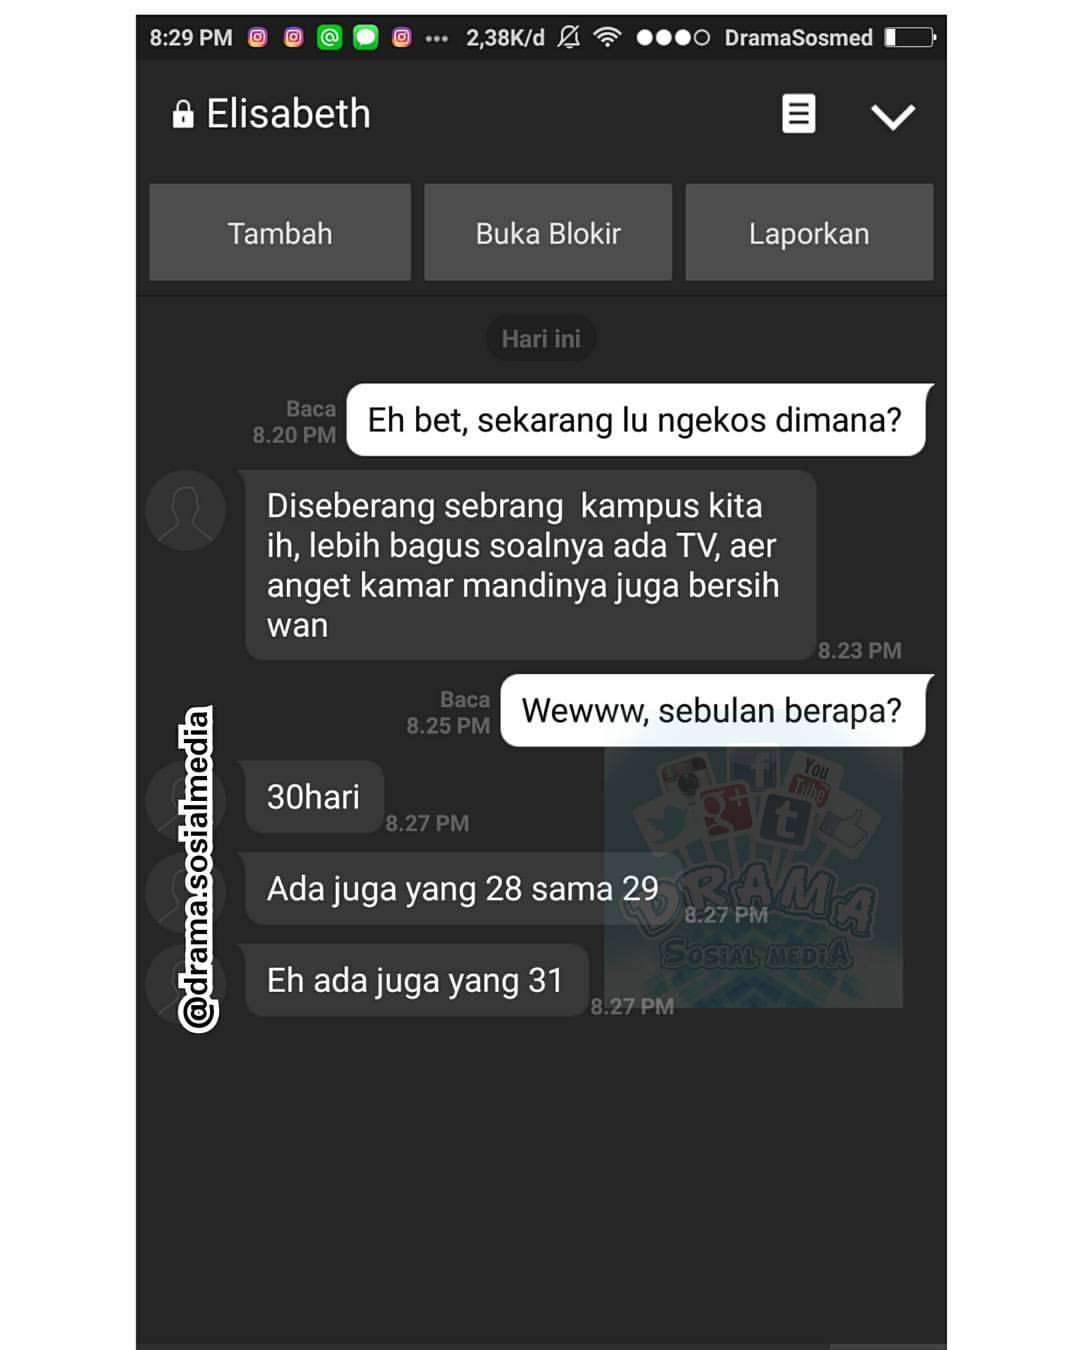 8:29 PM ... 2,38K/d DramaSosmed
Elisabeth
Tambah Buka Blokir Laporkan
Hari ini
Baca
8.20 PM
Eh bet, sekarang lu ngekos dimana?
Diseberang sebrang kampus kita
ih, lebih bagus soalnya ada TV, aer
anget kamar mandinya juga bersih
wan
8.23 PM
Baca
8.25 PM
Wewww, sebulan berapa?
30hari
8.27 PM
Ada juga yang 28 sama 29
8.27 PM
Eh ada juga yang 31
8.27 PM
@drama.sosialmedia
You
Tube
f
g+
t
DRAMA
SOSIAL MEDIA